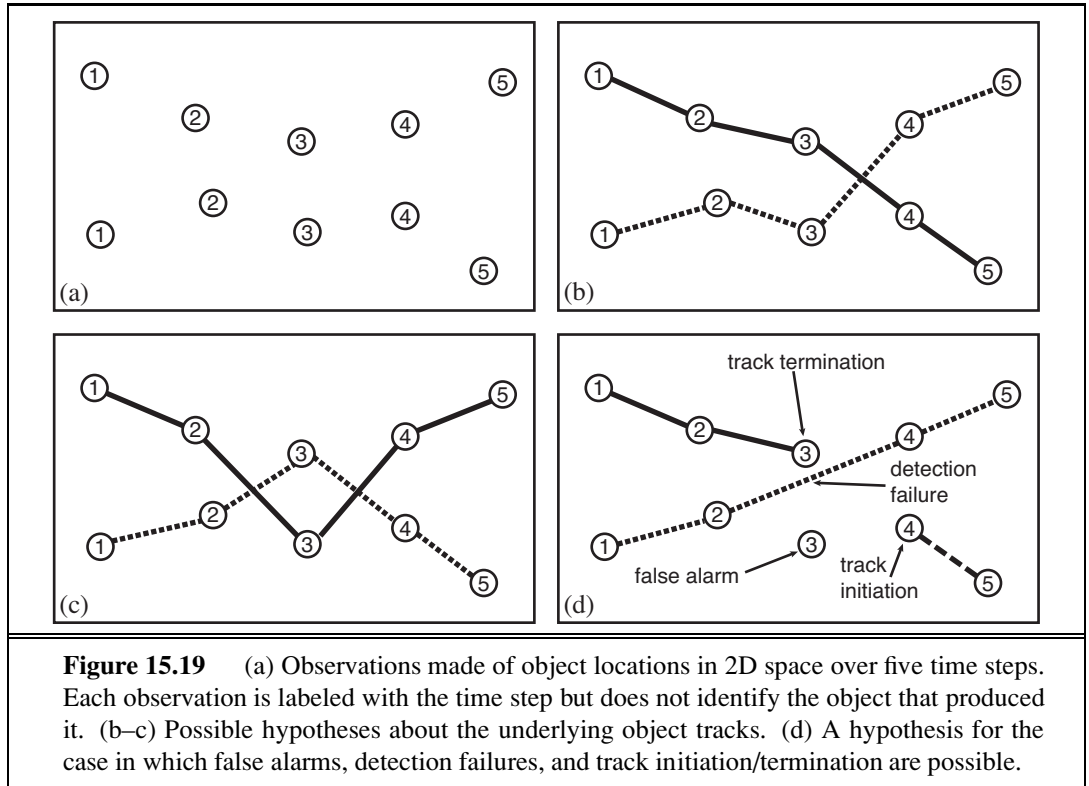 1
5
2
4
3
2
4
1
3
5
(a)
1
5
2
4
3
2
4
1
3
5
(b)
1
5
2
4
3
2
4
1
3
5
(c)
track termination
1
5
2
4
3
detection
failure
2
4
1
3
false alarm
track
initiation
5
(d)
Figure 15.19 (a) Observations made of object locations in 2D space over five time steps.
Each observation is labeled with the time step but does not identify the object that produced
it. (b–c) Possible hypotheses about the underlying object tracks. (d) A hypothesis for the
case in which false alarms, detection failures, and track initiation/termination are possible.